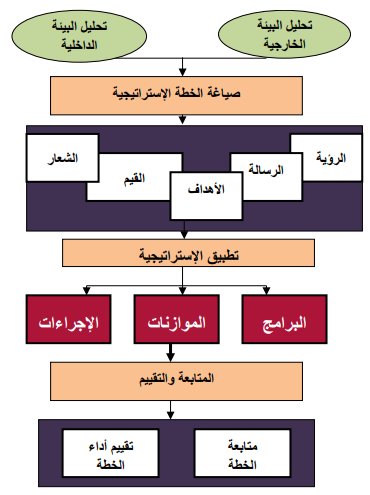 تحليل البيئة
الخارجية
تحليل البيئة
الداخلية
صياغة الخطة الإستراتيجية
الرؤية
الرسالة
الأهداف
القيم
الشعار
تطبيق الإستراتيجية
البرامج
الموازنات
الإجراءات
المتابعة والتقييم
متابعة
الخطة
تقييم أداء
الخطة